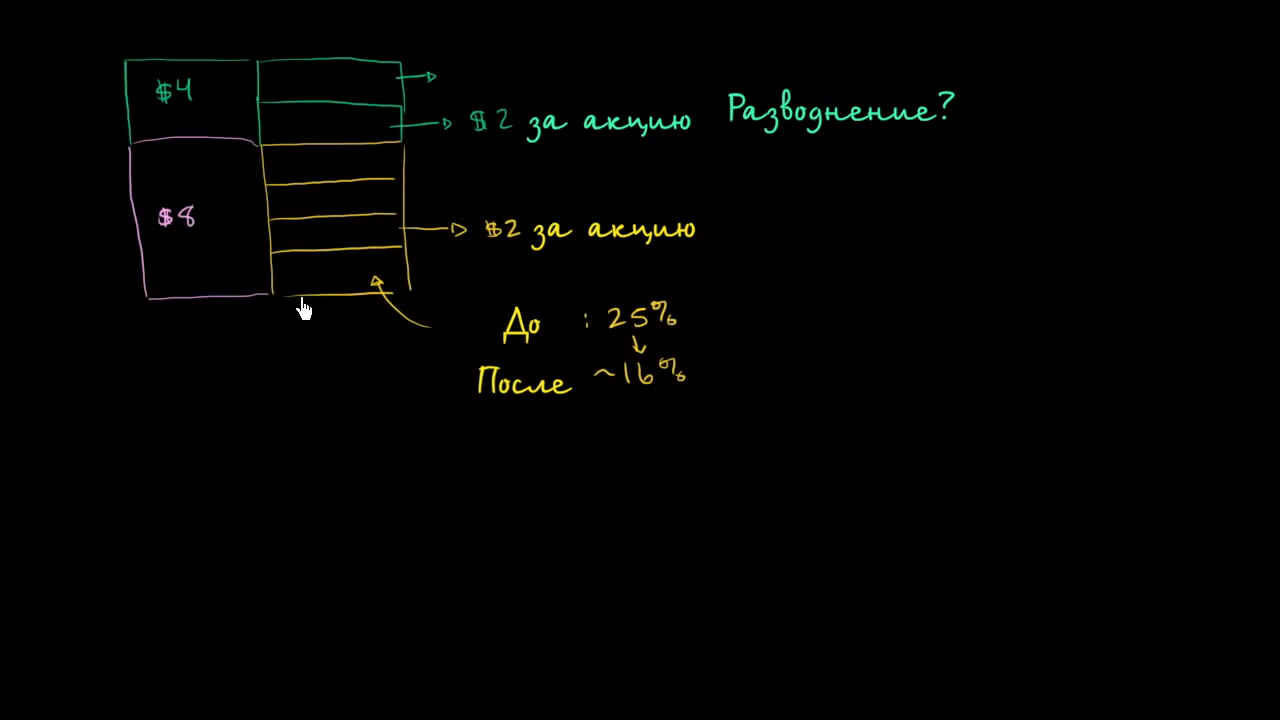 $4
$2 за акцию
Разводнение?
$8
$2 за акцию
До : 25%
После ~16%